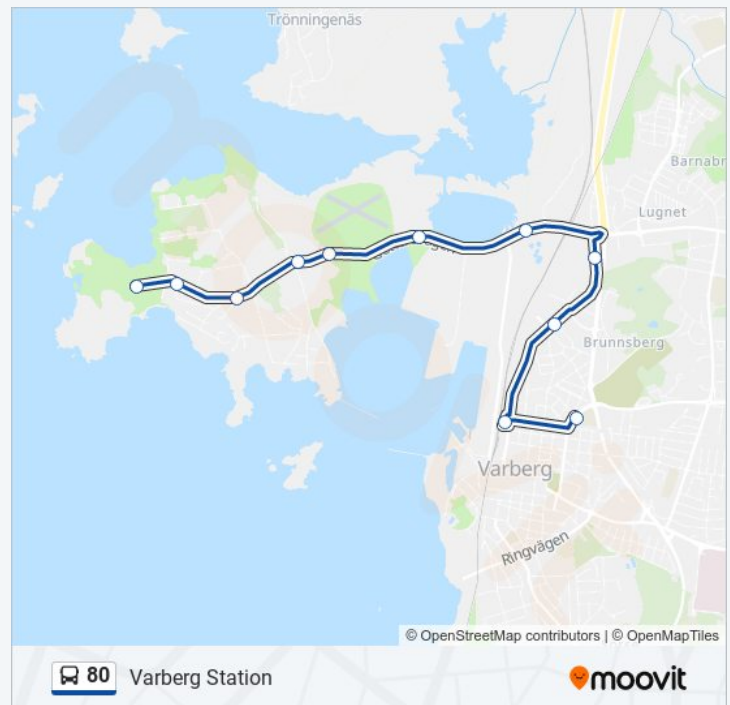 Trönningenäs
Barnabr
Lugnet
Brunnsberg
Varberg
Ringvägen
© OpenStreetMap contributors | © OpenMapTiles
80 Varberg Station
moovit